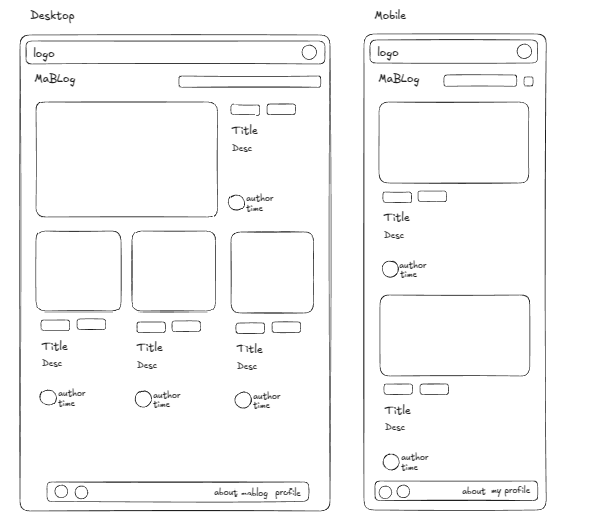 Desktop
logo
MaBLog
Title
Desc
author
time
Title
Desc
author
time
Title
Desc
author
time
Title
Desc
author
time
about mablog profile
Mobile
logo
MaBLog
Title
Desc
author
time
Title
Desc
author
time
about my profile